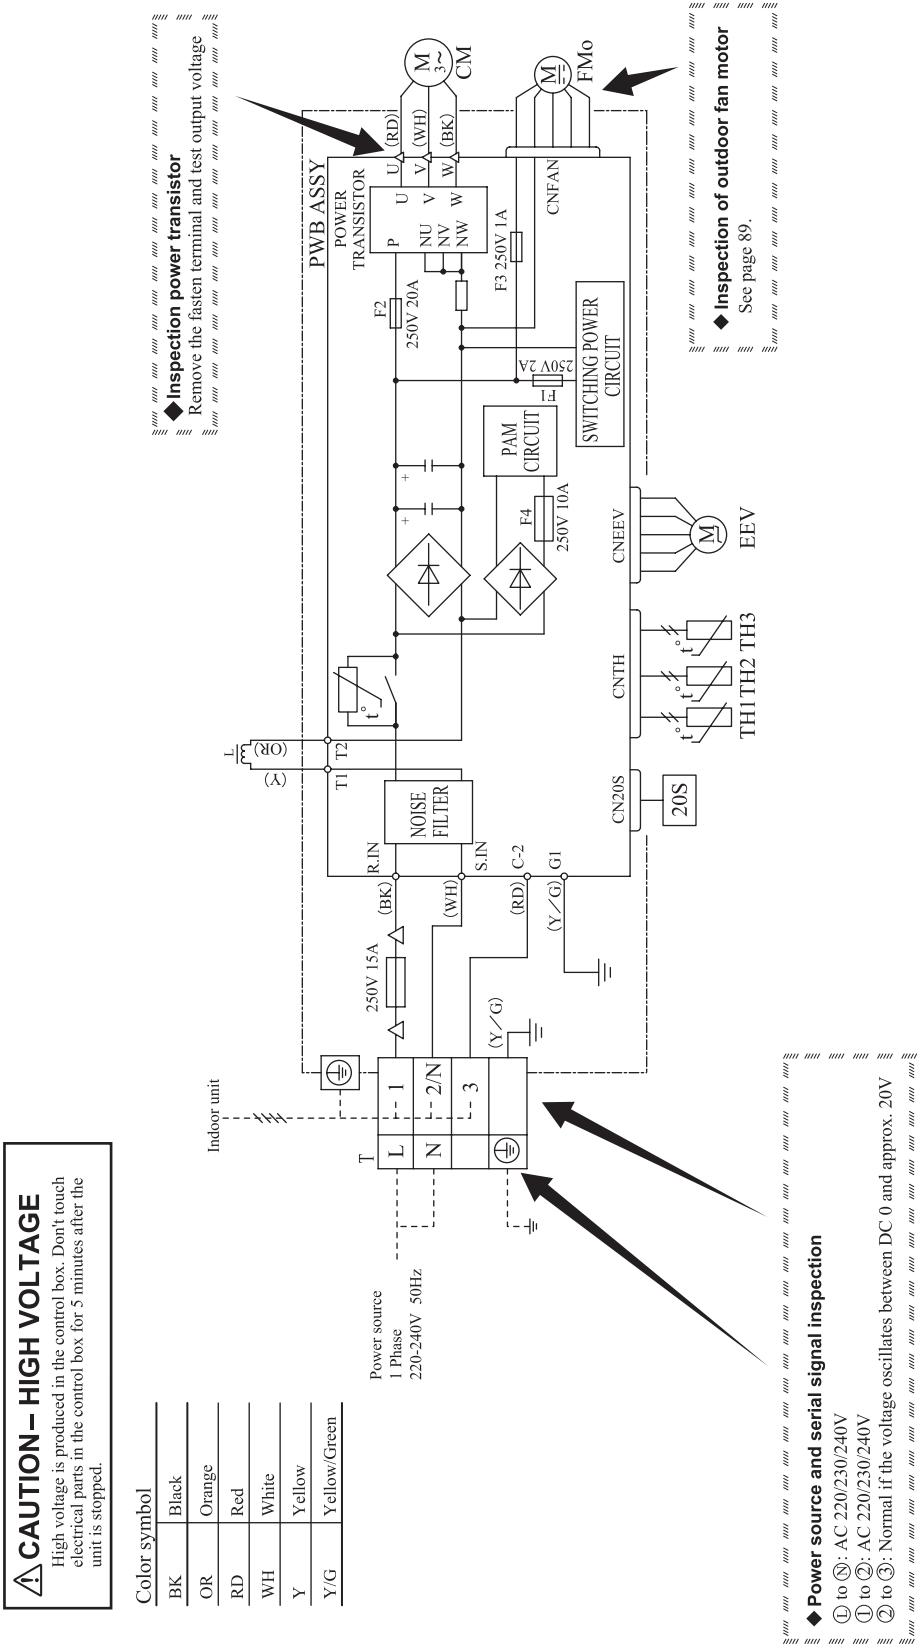 CAUTION – HIGH VOLTAGE
High voltage is produced in the control box. Don't touch
electrical parts in the control box for 5 minutes after the
unit is stopped.
Color symbol
BK Black
OR Orange
RD Red
WH White
Y Yellow
Y/G Yellow/Green
Power source
1 Phase
220-240V 50Hz
Indoor unit
T
L 1
N 2/N
3
250V 15A
(BK)
(WH)
(RD)
(Y/G)
(Y/G)
R.IN
S.IN
C-2
G1
NOISE
FILTER
L
(Y)
(OR)
T1
T2
t°
+
+
F4
250V 10A
PAM
CIRCUIT
F1
250V 2A
SWITCHING POWER
CIRCUIT
F2
250V 20A
F3 250V 1A
PWB ASSY
POWER
TRANSISTOR
P
NU
NV
NW
U
V
W
U
V
W
(RD)
(WH)
(BK)
M
3~
CM
CNFAN
M
FMo
CN20S
20S
CNTH
t°
t°
t°
TH1 TH2 TH3
CNEEV
M
EEV
◆ Inspection power transistor
Remove the fasten terminal and test output voltage
◆ Inspection of outdoor fan motor
See page 89.
◆ Power source and serial signal inspection
Ⓛ to Ⓝ: AC 220/230/240V
① to ②: AC 220/230/240V
② to ③: Normal if the voltage oscillates between DC 0 and approx. 20V